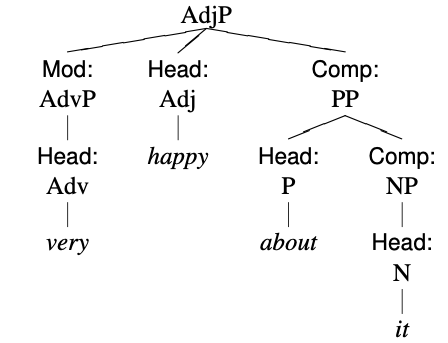 AdjP
Mod: Head: Comp:
AdvP Adj PP
Head: happy Head: Comp:
Adv P NP
very about Head:
N
it